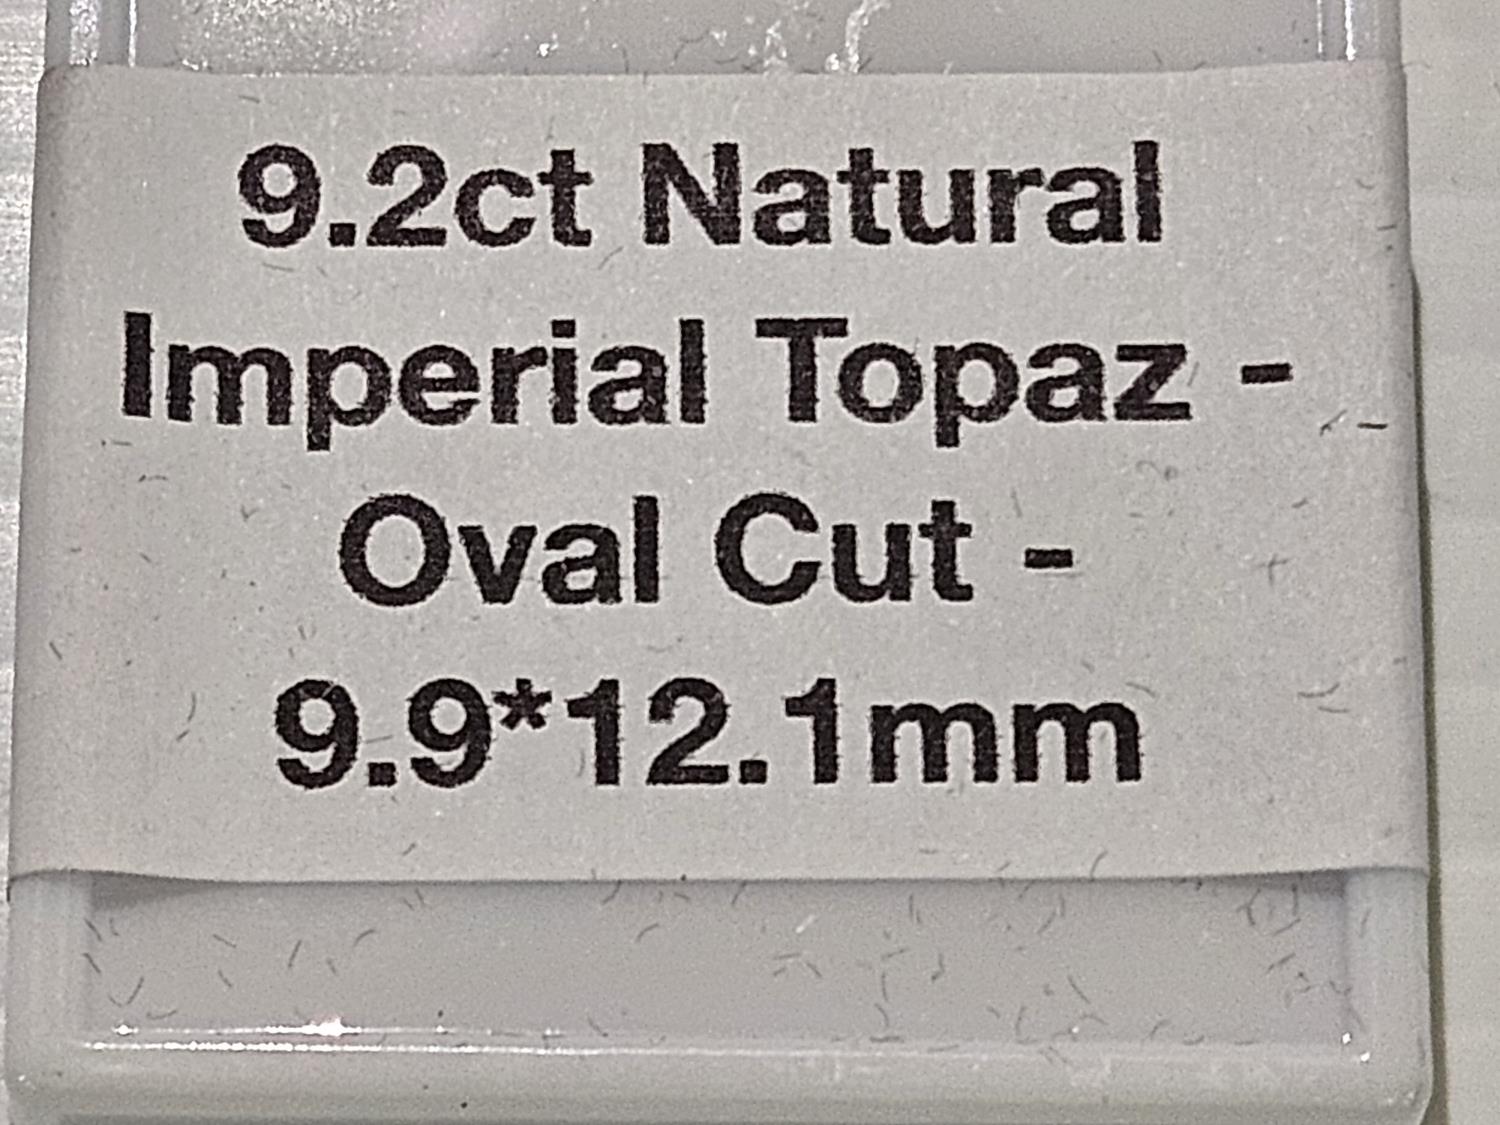 9.2ct Natural
Imperial Topaz -
Oval Cut -
9.9*12.1mm